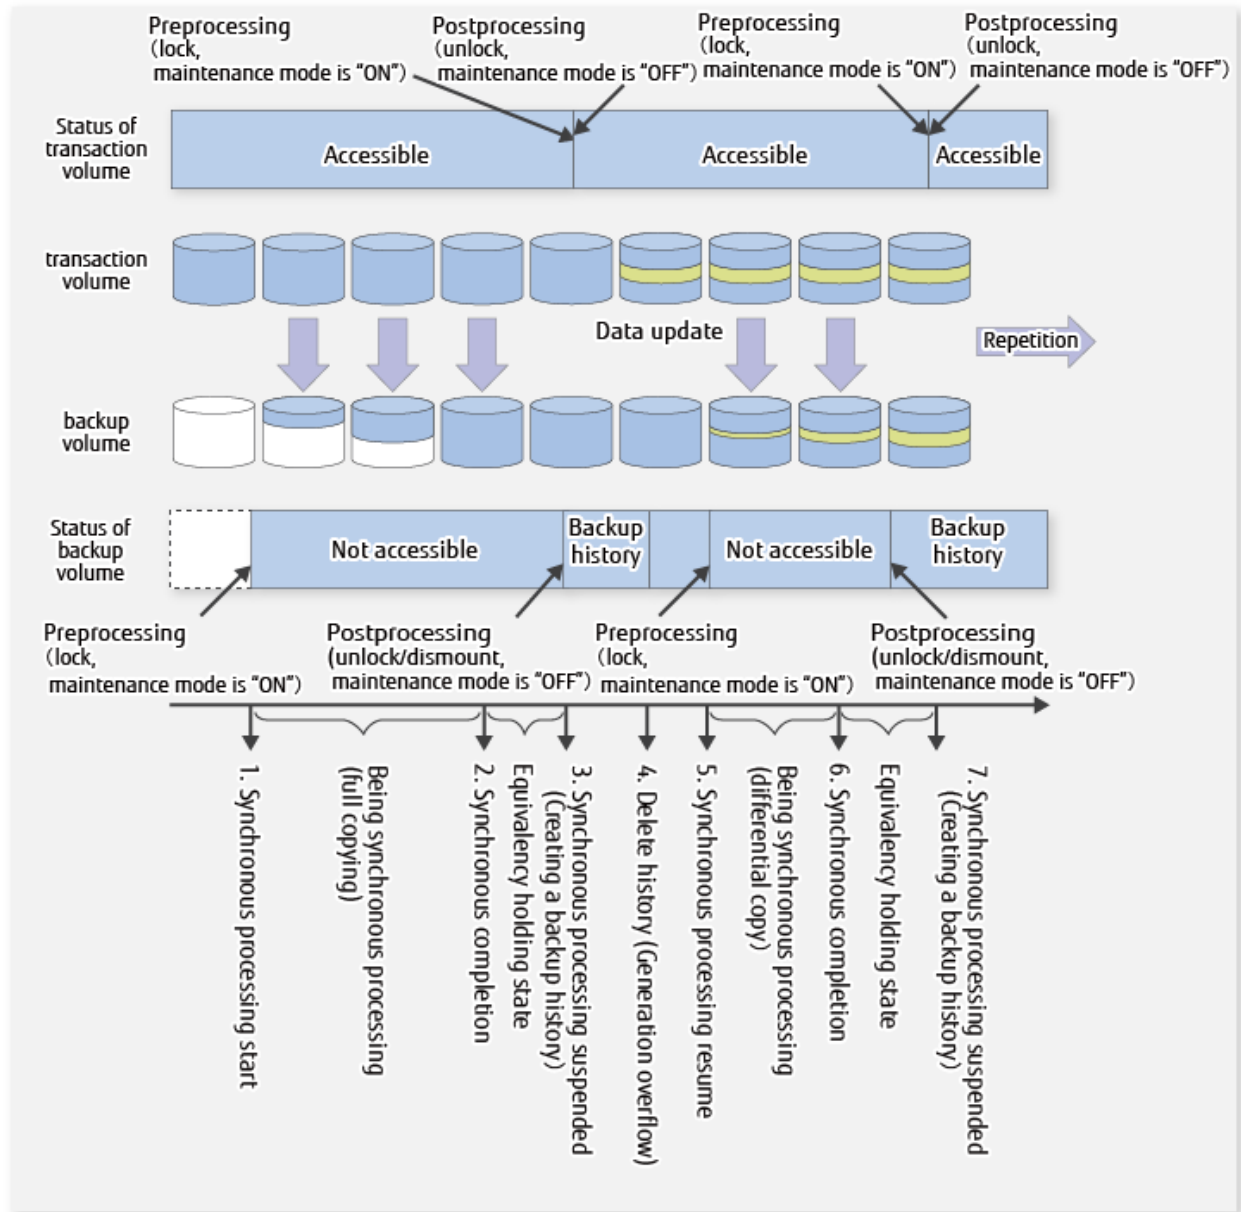 Preprocessing
(lock,
maintenance mode is “ON”)
Postprocessing
(unlock,
maintenance mode is “OFF”)
Preprocessing
(lock,
maintenance mode is “ON”)
Postprocessing
(unlock,
maintenance mode is “OFF”)
Status of
transaction
volume
Accessible
Accessible
Accessible
transaction
volume
Data update
Repetition
backup
volume
Status of
backup
volume
Not accessible
Backup
history
Not accessible
Backup
history
Preprocessing
(lock,
maintenance mode is “ON”)
Postprocessing
(unlock/dismount,
maintenance mode is “OFF”)
Preprocessing
(lock,
maintenance mode is “ON”)
Postprocessing
(unlock/dismount,
maintenance mode is “OFF”)
1. Synchronous processing start
Being synchronous processing
(full copying)
2. Synchronous completion
Equivalency holding state
3. Synchronous processing suspended
(Creating a backup history)
4. Delete history (Generation overflow)
5. Synchronous processing resume
Being synchronous processing
(differential copy)
6. Synchronous completion
Equivalency holding state
7. Synchronous processing suspended
(Creating a backup history)